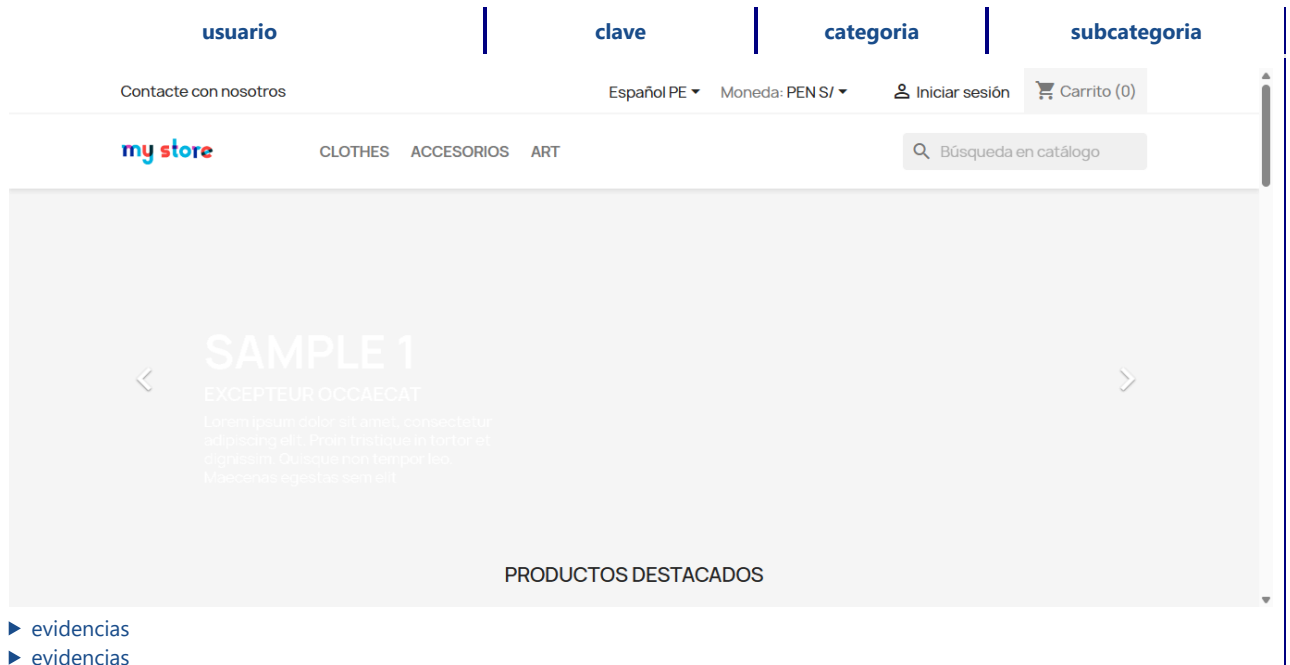 usuario clave categoria subcategoria
Contacte con nosotros Español PE Moneda: PEN S/ Iniciar sesión Carrito (0)
my store CLOTHES ACCESORIOS ART Búsqueda en catálogo
SAMPLE 1
EXCEPTEUR OCCAECAT
Lorem ipsum dolor sit amet, consectetur
adipiscing elit. Proin tristique in tortor et
dignissim. Quisque non tempor leo.
Maecenas egestas sem elit
PRODUCTOS DESTACADOS
evidencias
evidencias